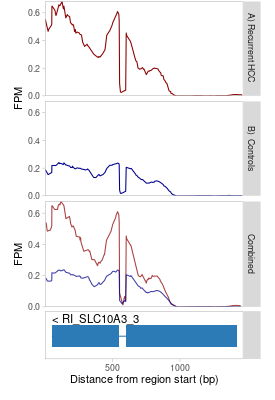 0.6
0.4
0.2
0.0
A) Recurrent HCC
FPM
0.6
0.4
0.2
0.0
B) Controls
0.6
0.4
0.2
0.0
Combined
FPM
< RI_SLC10A3_3
500
1000
Distance from region start (bp)